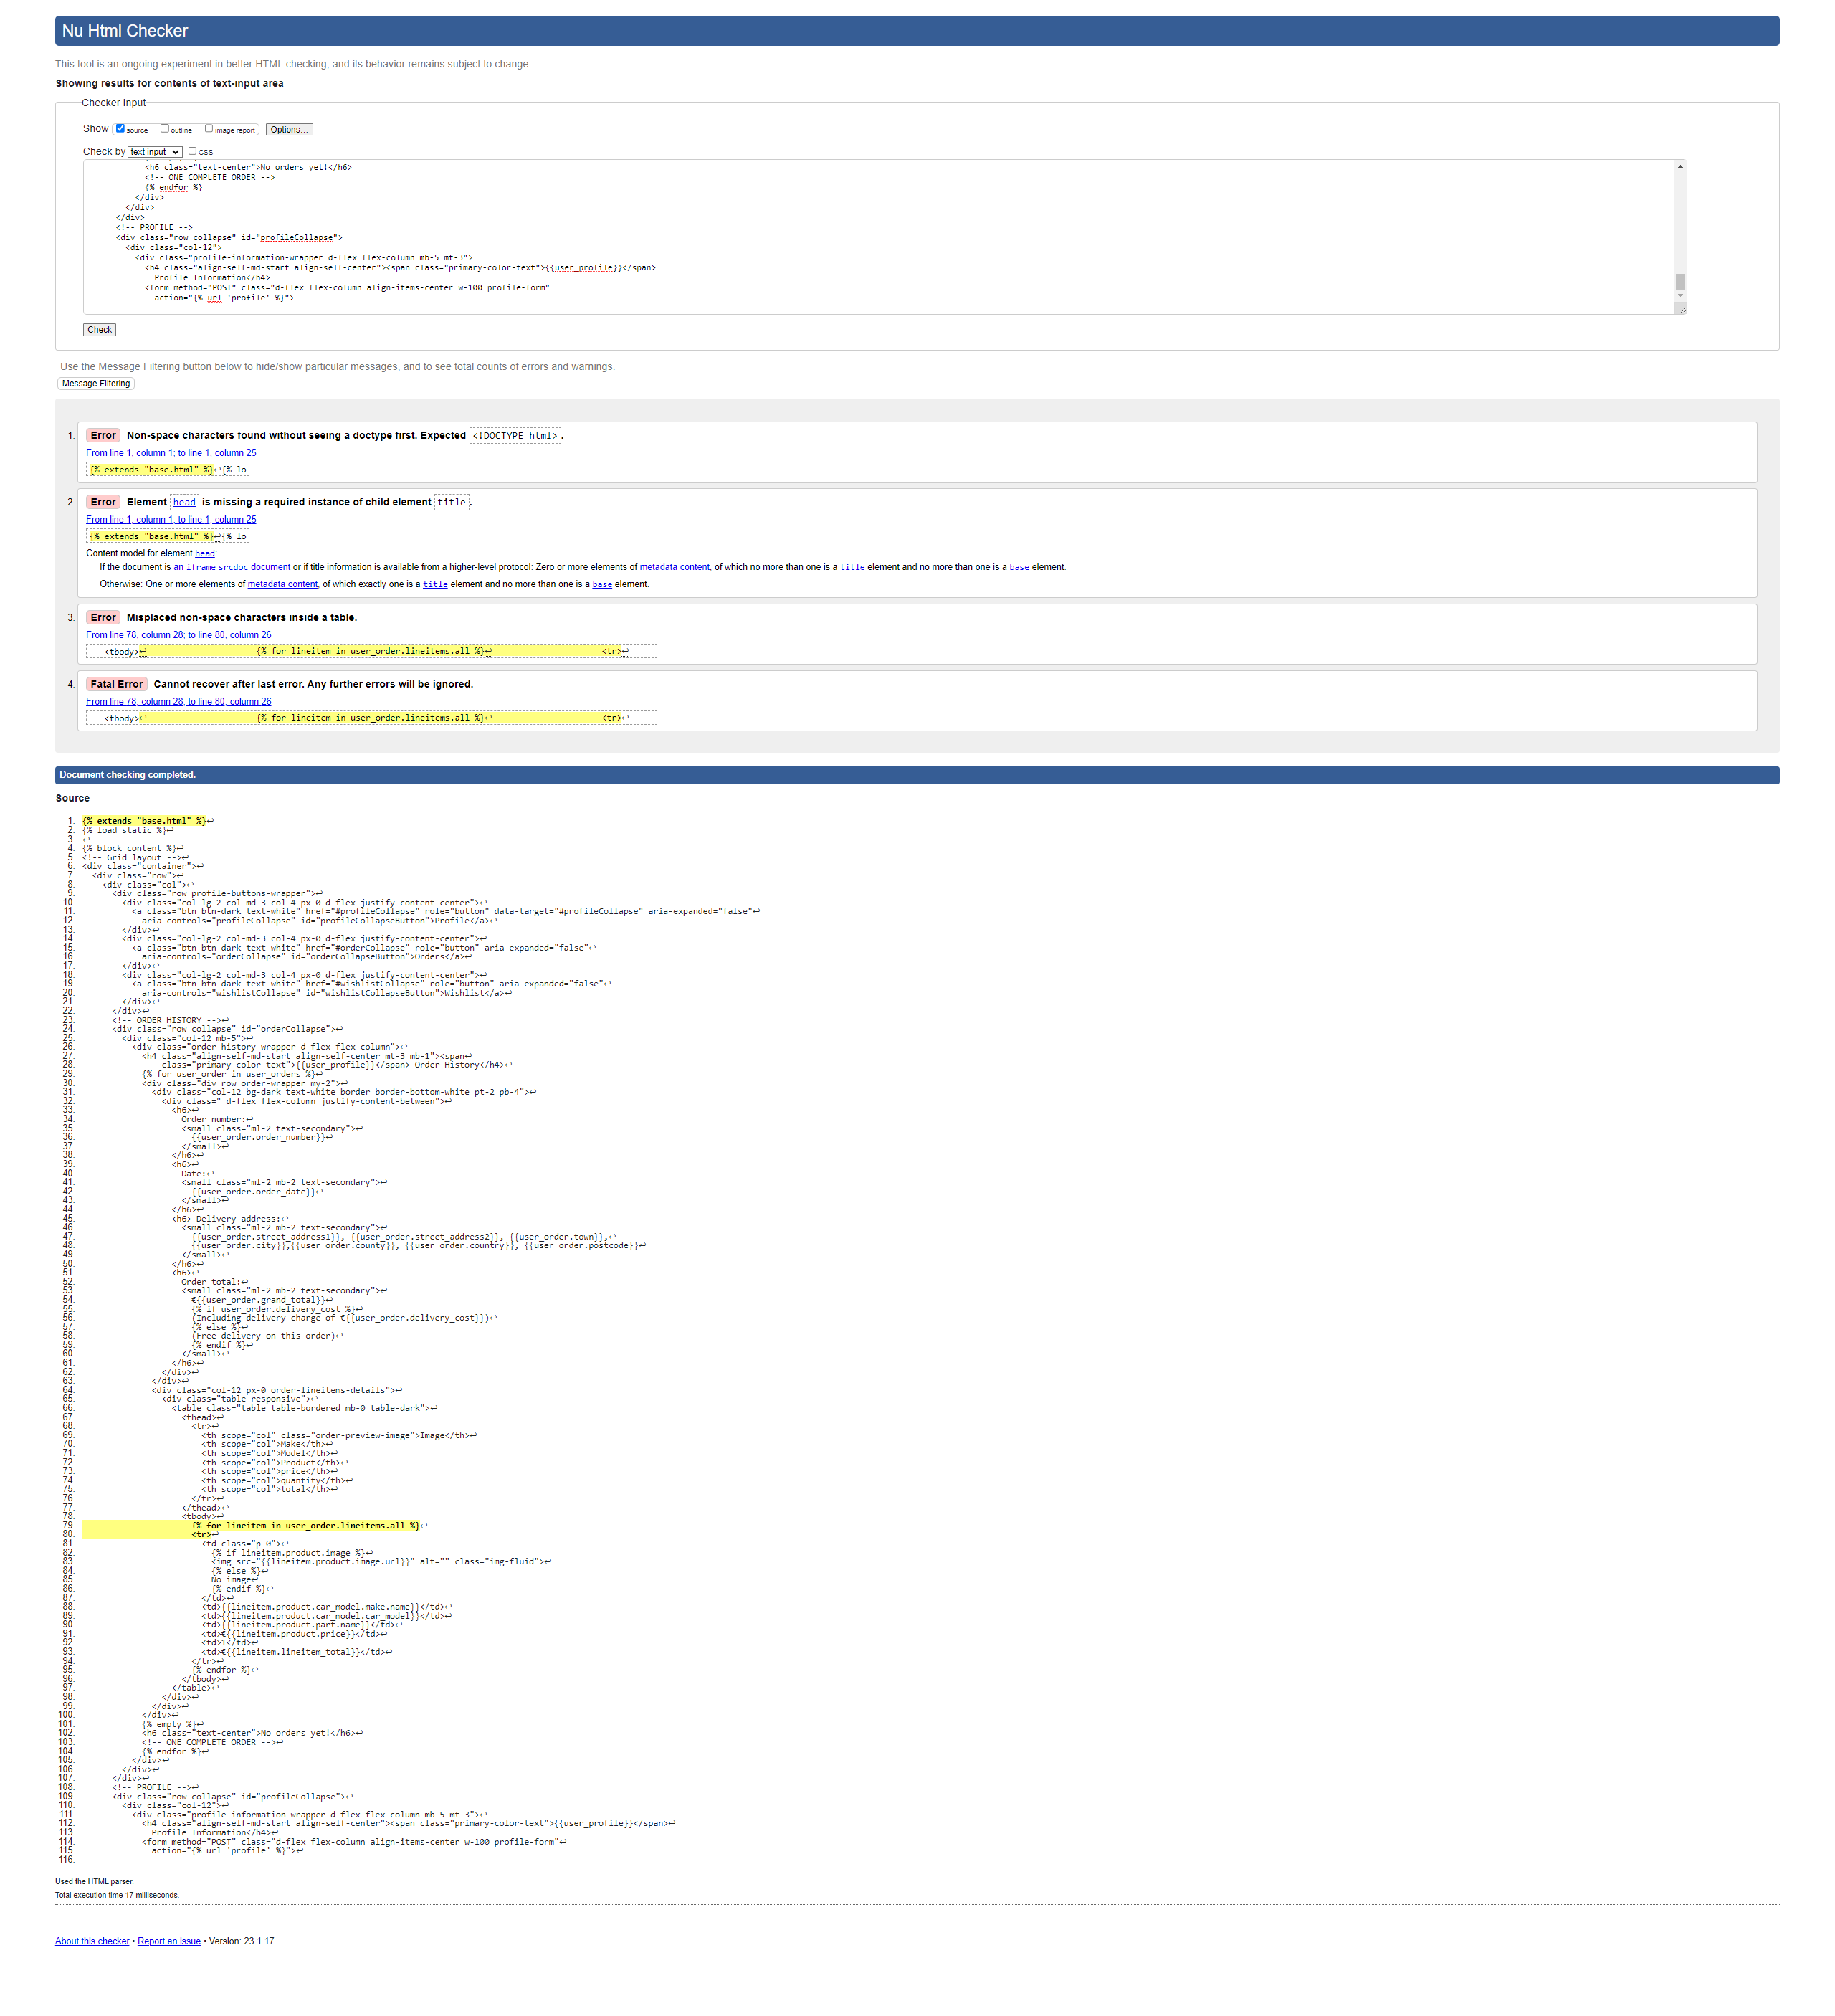 Nu Html Checker
This tool is an ongoing experiment in better HTML checking, and its behavior remains subject to change
Showing results for contents of text-input area
Checker Input
Show source outline image report Options...
Check by text input css
<h6 class="text-center">No orders yet!</h6>
<!-- ONE COMPLETE ORDER -->
{% endfor %}
</div>
</div>
</div>
<!-- PROFILE -->
<div class="row collapse" id="profileCollapse">
<div class="col-12">
<div class="profile-information-wrapper d-flex flex-column mb-5 mt-3">
<h4 class="align-self-md-start align-self-center"><span class="primary-color-text">{{user_profile}}</span>
Profile Information</h4>
<form method="POST" class="d-flex flex-column align-items-center w-100 profile-form"
action="{% url 'profile' %}">
Check
Use the Message Filtering button below to hide/show particular messages, and to see total counts of errors and warnings.
Message Filtering
1. Error Non-space characters found without seeing a doctype first. Expected <!DOCTYPE html>.
From line 1, column 1; to line 1, column 25
{% extends "base.html" %}↩{% lo
2. Error Element head is missing a required instance of child element title.
From line 1, column 1; to line 1, column 25
{% extends "base.html" %}↩{% lo
Content model for element head:
If the document is an iframe srcdoc document or if title information is available from a higher-level protocol: Zero or more elements of metadata content, of which no more than one is a title element and no more than one is a base element.
Otherwise: One or more elements of metadata content, of which exactly one is a title element and no more than one is a base element.
3. Error Misplaced non-space characters inside a table.
From line 78, column 28; to line 80, column 26
<tbody>↩ {% for lineitem in user_order.lineitems.all %}↩ <tr>↩
4. Fatal Error Cannot recover after last error. Any further errors will be ignored.
From line 78, column 28; to line 80, column 26
<tbody>↩ {% for lineitem in user_order.lineitems.all %}↩ <tr>↩
Document checking completed.
Source
1. {% extends "base.html" %}↩
2. {% load static %}↩
3. ↩
4. {% block content %}↩
5. <!-- Grid layout -->↩
6. <div class="container">↩
7. <div class="row">↩
8. <div class="col">↩
9. <div class="row profile-buttons-wrapper">↩
10. <div class="col-lg-2 col-md-3 col-4 px-0 d-flex justify-content-center">↩
11. <a class="btn btn-dark text-white" href="#profileCollapse" role="button" data-target="#profileCollapse" aria-expanded="false"↩
12. aria-controls="profileCollapse" id="profileCollapseButton">Profile</a>↩
13. </div>↩
14. <div class="col-lg-2 col-md-3 col-4 px-0 d-flex justify-content-center">↩
15. <a class="btn btn-dark text-white" href="#orderCollapse" role="button" aria-expanded="false"↩
16. aria-controls="orderCollapse" id="orderCollapseButton">Orders</a>↩
17. </div>↩
18. <div class="col-lg-2 col-md-3 col-4 px-0 d-flex justify-content-center">↩
19. <a class="btn btn-dark text-white" href="#wishlistCollapse" role="button" aria-expanded="false"↩
20. aria-controls="wishlistCollapse" id="wishlistCollapseButton">Wishlist</a>↩
21. </div>↩
22. </div>↩
23. <!-- ORDER HISTORY -->↩
24. <div class="row collapse" id="orderCollapse">↩
25. <div class="col-12 mb-5">↩
26. <div class="order-history-wrapper d-flex flex-column">↩
27. <h4 class="align-self-md-start align-self-center mt-3 mb-1"><span↩
28. class="primary-color-text">{{user_profile}}</span> Order History</h4>↩
29. {% for user_order in user_orders %}↩
30. <div class="div row order-wrapper my-2">↩
31. <div class="col-12 bg-dark text-white border border-bottom-white pt-2 pb-4">↩
32. <div class=" d-flex flex-column justify-content-between">↩
33. <h6>↩
34. Order number:↩
35. <small class="ml-2 text-secondary">↩
36. {{user_order.order_number}}↩
37. </small>↩
38. </h6>↩
39. <h6>↩
40. Date:↩
41. <small class="ml-2 mb-2 text-secondary">↩
42. {{user_order.order_date}}↩
43. </small>↩
44. </h6>↩
45. <h6> Delivery address:↩
46. <small class="ml-2 mb-2 text-secondary">↩
47. {{user_order.street_address1}}, {{user_order.street_address2}}, {{user_order.town}},↩
48. {{user_order.city}},{{user_order.county}}, {{user_order.country}}, {{user_order.postcode}}↩
49. </small>↩
50. </h6>↩
51. <h6>↩
52. Order total:↩
53. <small class="ml-2 mb-2 text-secondary">↩
54. €{{user_order.grand_total}}↩
55. {% if user_order.delivery_cost %}↩
56. (Including delivery charge of €{{user_order.delivery_cost}})↩
57. {% else %}↩
58. (Free delivery on this order)↩
59. {% endif %}↩
60. </small>↩
61. </h6>↩
62. </div>↩
63. </div>↩
64. <div class="col-12 px-0 order-lineitems-details">↩
65. <div class="table-responsive">↩
66. <table class="table table-bordered mb-0 table-dark">↩
67. <thead>↩
68. <tr>↩
69. <th scope="col" class="order-preview-image">Image</th>↩
70. <th scope="col">Make</th>↩
71. <th scope="col">Model</th>↩
72. <th scope="col">Product</th>↩
73. <th scope="col">price</th>↩
74. <th scope="col">quantity</th>↩
75. <th scope="col">total</th>↩
76. </tr>↩
77. </thead>↩
78. <tbody>↩
79. {% for lineitem in user_order.lineitems.all %}↩
80. <tr>↩
81. <td class="p-0">↩
82. {% if lineitem.product.image %}↩
83. <img src="{{lineitem.product.image.url}}" alt="" class="img-fluid">↩
84. {% else %}↩
85. No image↩
86. {% endif %}↩
87. </td>↩
88. <td>{{lineitem.product.car_model.make.name}}</td>↩
89. <td>{{lineitem.product.car_model.car_model}}</td>↩
90. <td>{{lineitem.product.part.name}}</td>↩
91. <td>€{{lineitem.product.price}}</td>↩
92. <td>1</td>↩
93. <td>€{{lineitem.lineitem_total}}</td>↩
94. </tr>↩
95. {% endfor %}↩
96. </tbody>↩
97. </table>↩
98. </div>↩
99. </div>↩
100. </div>↩
101. {% empty %}↩
102. <h6 class="text-center">No orders yet!</h6>↩
103. <!-- ONE COMPLETE ORDER -->↩
104. {% endfor %}↩
105. </div>↩
106. </div>↩
107. </div>↩
108. <!-- PROFILE -->↩
109. <div class="row collapse" id="profileCollapse">↩
110. <div class="col-12">↩
111. <div class="profile-information-wrapper d-flex flex-column mb-5 mt-3">↩
112. <h4 class="align-self-md-start align-self-center"><span class="primary-color-text">{{user_profile}}</span>↩
113. Profile Information</h4>↩
114. <form method="POST" class="d-flex flex-column align-items-center w-100 profile-form"↩
115. action="{% url 'profile' %}">↩
116.
Used the HTML parser.
Total execution time 17 milliseconds.
About this checker • Report an issue • Version: 23.1.17